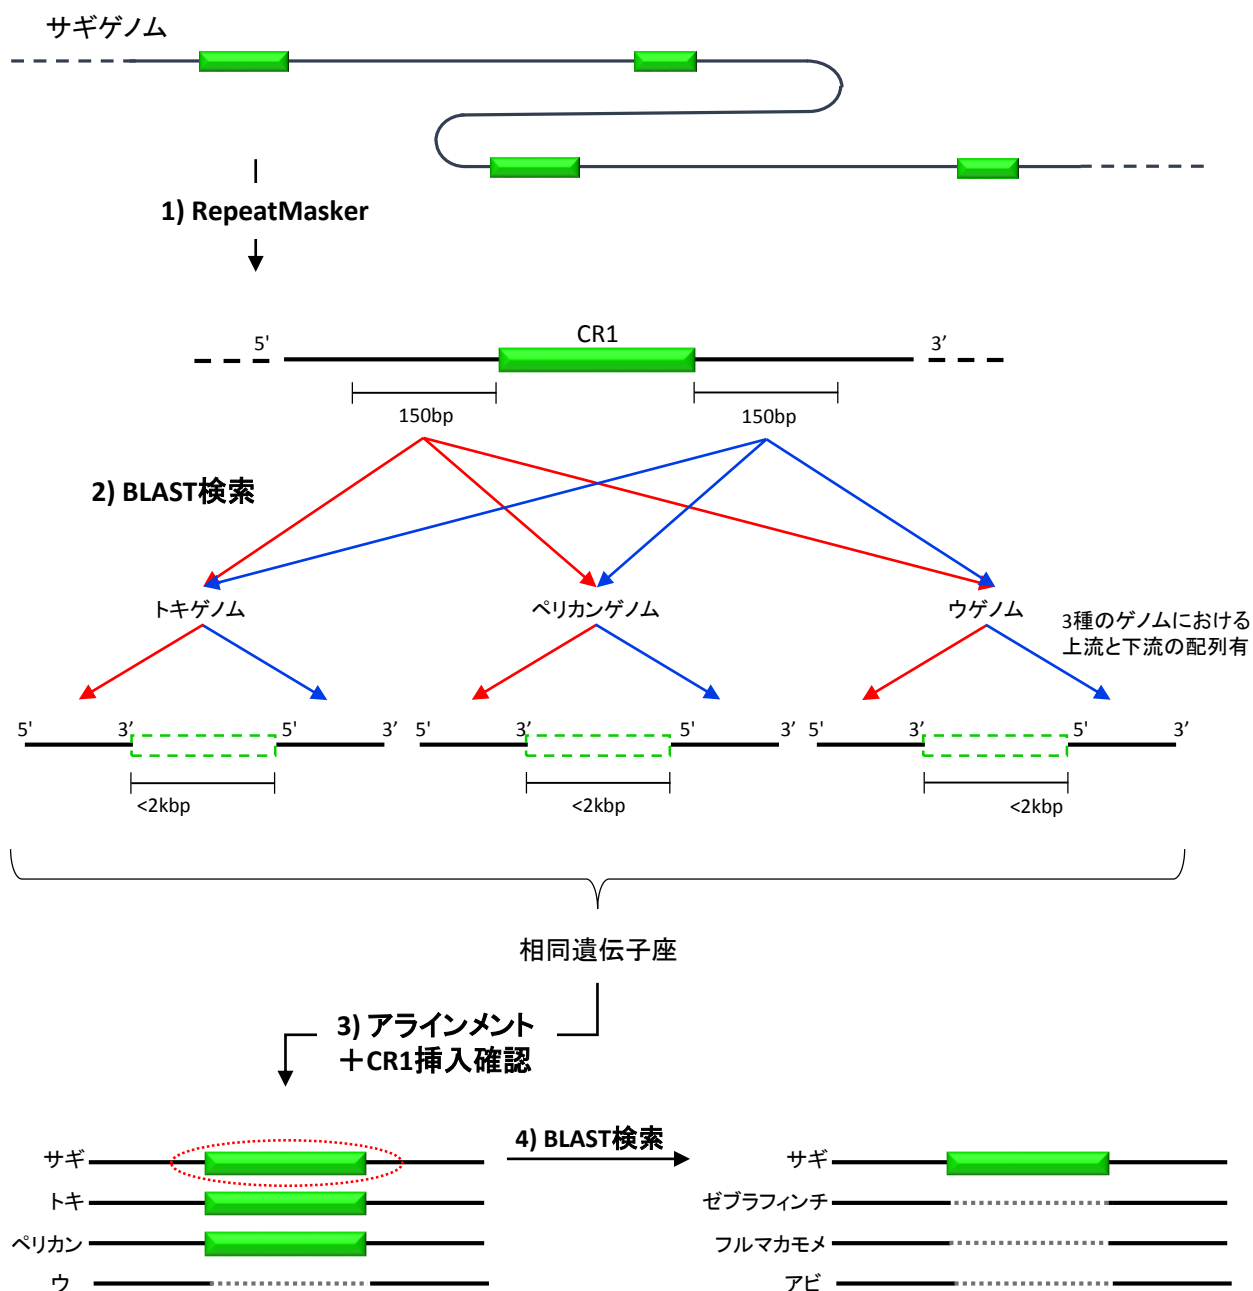 サギゲノム
1) RepeatMasker
CR1
5'
3’
150bp
150bp
2) BLAST検索
トキゲノム
ペリカンゲノム
ウゲノム
3種のゲノムにおける
上流と下流の配列有
5' 3’ 5' 3’
5' 3’ 5' 3’
5' 3’ 5' 3’
<2kbp
<2kbp
<2kbp
相同遺伝子座
3) アラインメント
＋CR1挿入確認
4) BLAST検索
サギ
トキ
ペリカン
ウ
サギ
ゼブラフィンチ
フルマカモメ
アビ